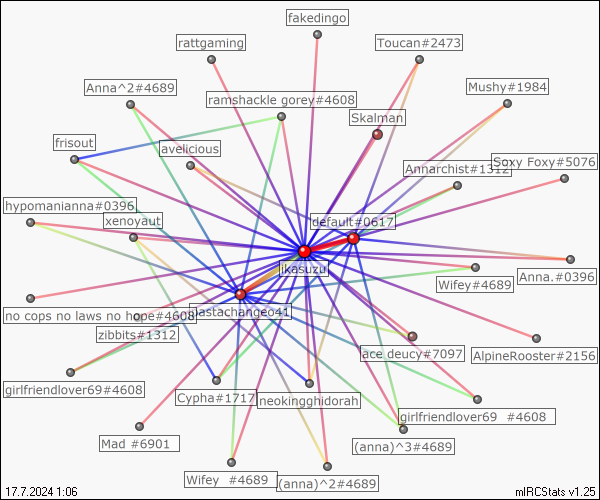 fakedingo
rattgaming
Toucan#2473
Anna^2#4689
ramshackle gorey#4608
Mushy#1984
Skalman
frisout
avelicious
Annarchist#1312
Soxy Foxy#5076
hypomanianna#0396
xenoyaut
default#0617
jkasuzu
Wifey#4689
Anna.#0396
no cops no laws no hope#4608
hastachangeo41
zibbits#1312
ace deucy#7097
AlpineRooster#2156
girlfriendlover69#4608
Cypha#1717
neokingghidorah
girlfriendlover69 #4608
Mad #6901
(anna)^3#4689
Wifey #4689
(anna)^2#4689
17.7.2024 1:06
mIRCStats v1.25